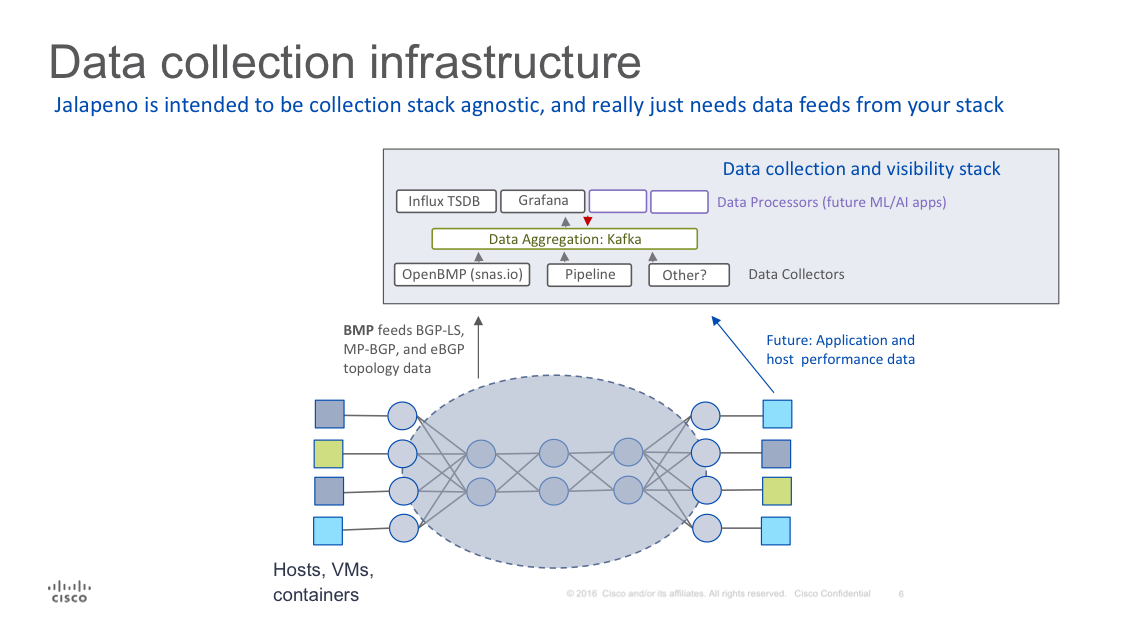 Data collection infrastructure
Jalapeno is intended to be collection stack agnostic, and really just needs data feeds from your stack
Data collection and visibility stack
Influx TSDB
Grafana
Data Processors (future ML/AI apps)
Data Aggregation: Kafka
OpenBMP (snas.io)
Pipeline
Other?
Data Collectors
BMP feeds BGP-LS,
MP-BGP, and eBGP
topology data
Future: Application and
host  performance data
Hosts, VMs,
containers
CISCO
© 2016  Cisco and/or its affiliates. All rights reserved.   Cisco Confidential
6